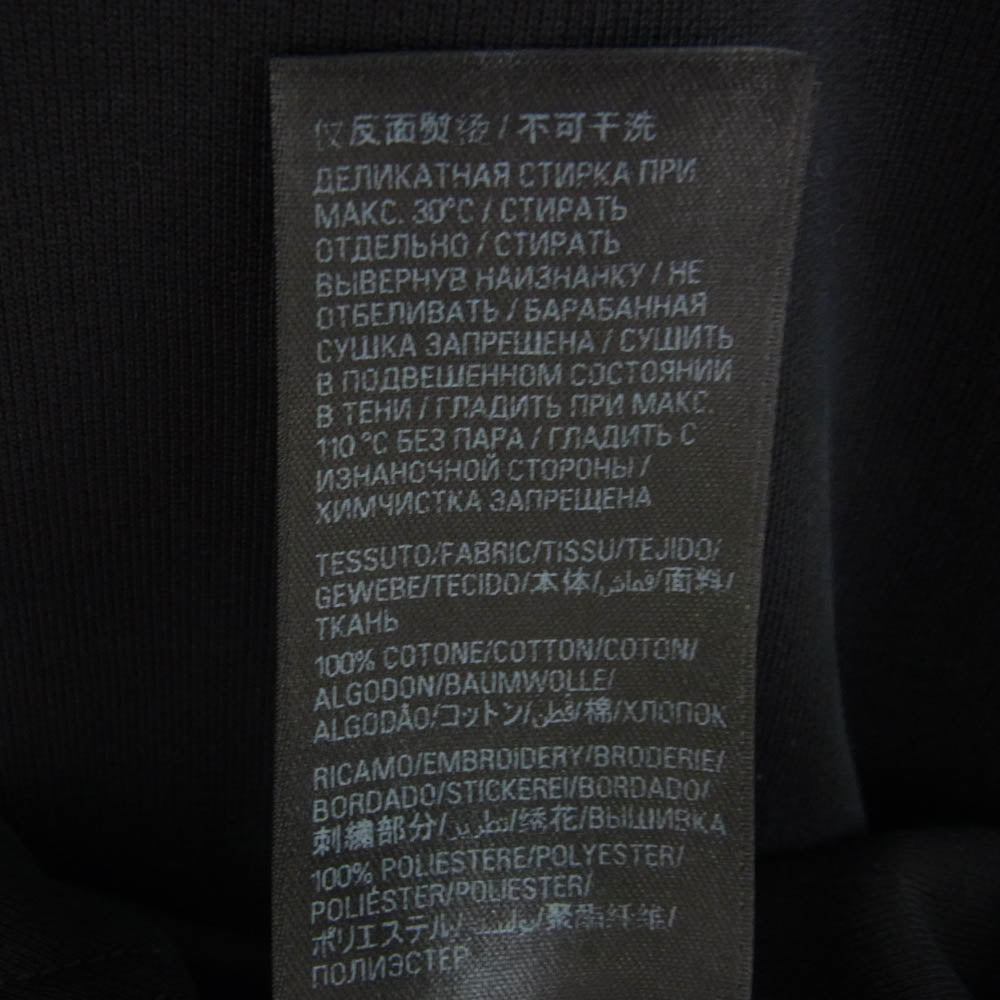 仅反面熨烫/不可干洗
ДЕЛИКАТНАЯ СТИРКА ПРИ
МАКС. 30°C / СТИРАТЬ
ОТДЕЛЬНО / СТИРАТЬ
ВЫВЕРНУВ НАИЗНАНКУ / НЕ
ОТБЕЛИВАТЬ / БАРАБАННАЯ
СУШКА ЗАПРЕЩЕНА / СУШИТЬ
В ПОДВЕШЕННОМ СОСТОЯНИИ
В ТЕНИ / ГЛАДИТЬ ПРИ МАКС.
110 °C БЕЗ ПАРА / ГЛАДИТЬ С
ИЗНАНОЧНОЙ СТОРОНЫ /
ХИМЧИСТКА ЗАПРЕЩЕНА
TESSUTO/FABRIC/TISSU/TEJIDO/
GEWEBE/TECIDO/本体/قماش/面料/
ТКАНЬ
100% COTONE/COTTON/COTON/
ALGODON/BAUMWOLLE/
ALGODÃO/コットン/قطن/棉/ХЛОПОК
RICAMO/EMBROIDERY/BRODERIE/
BORDADO/STICKEREI/BORDADO/
刺繍部分/تطريز/绣花/ВЫШИВКА
100% POLIESTERE/POLYESTER/
POLIÉSTER/POLIESTER/
ポリエステル/بوليستر/聚酯纤维/
ПОЛИЭСТЕР